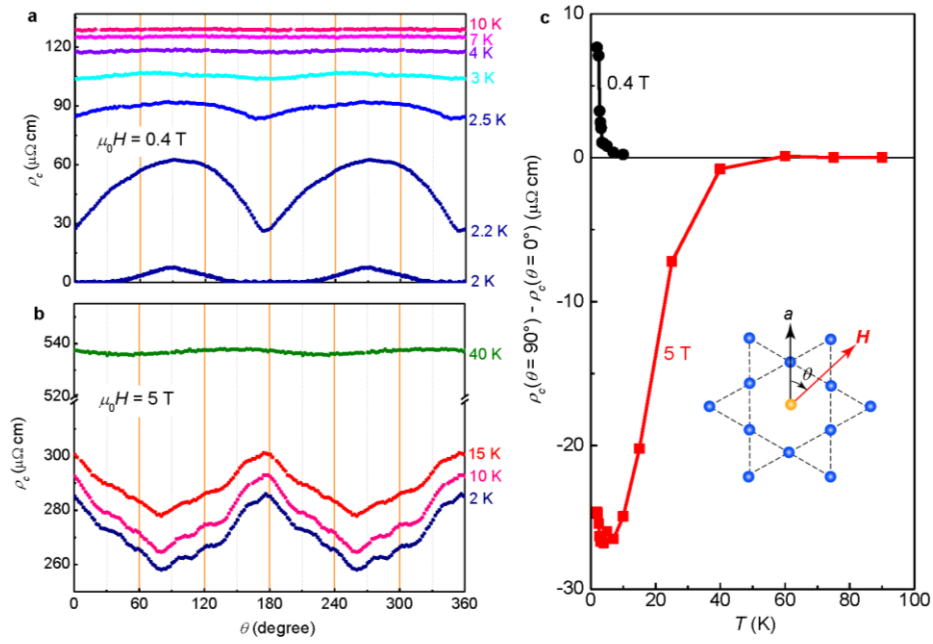 a
ρc (μΩ cm)
120
90
60
30
0
μ0H = 0.4 T
10 K
7 K
4 K
3 K
2.5 K
2.2 K
2 K
b
ρc (μΩ cm)
540
520
300
280
260
μ0H = 5 T
40 K
15 K
10 K
2 K
0 60 120 180 240 300 360
θ (degree)
c
ρc(θ = 90°) - ρc(θ = 0°) (μΩ cm)
10
0
-10
-20
-30
0.4 T
5 T
a
H
θ
0 20 40 60 80 100
T (K)